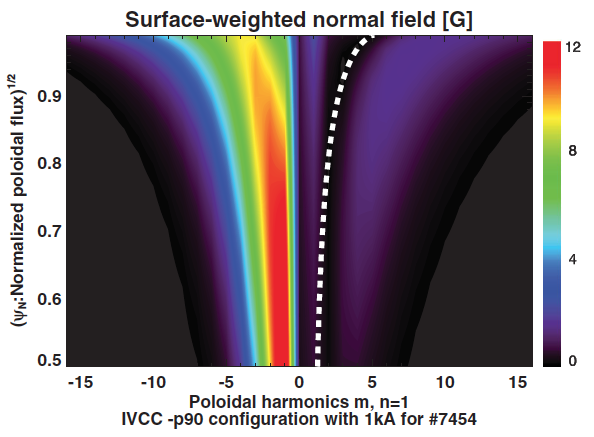 Surface-weighted normal field [G]
(ψN:Normalized poloidal flux)1/2
0.9
0.8
0.7
0.6
0.5
12
8
4
0
-15 -10 -5 0 5 10 15
Poloidal harmonics m, n=1
IVCC -p90 configuration with 1kA for #7454